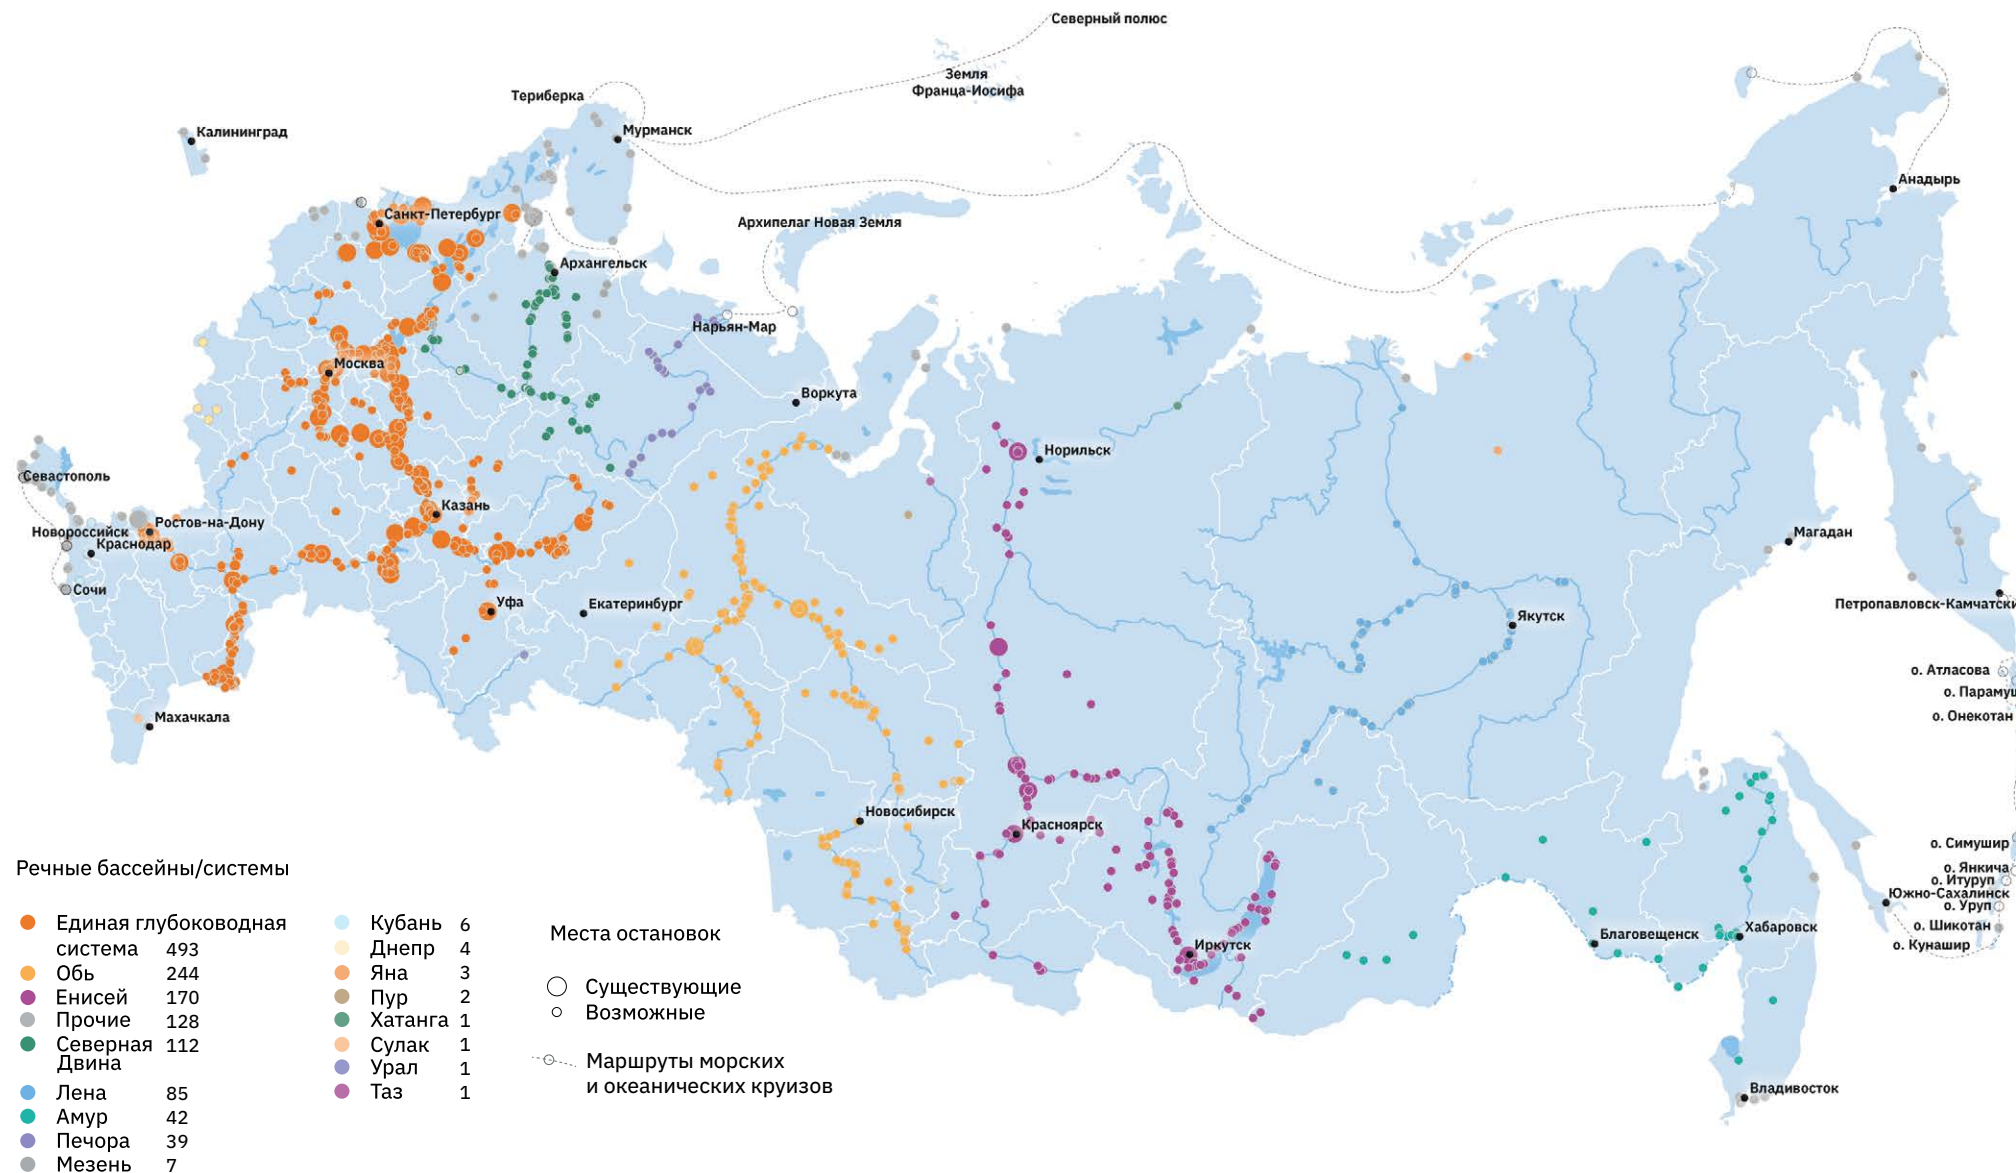 Северный полюс
Земля
Франца-Иосифа
Териберка
Мурманск
Калининград
Анадырь
Санкт-Петербург
Архипелаг Новая Земля
Архангельск
Нарьян-Мар
Москва
Воркута
Норильск
Севастополь
Казань
Ростов-на-Дону
Новороссийск
Краснодар
Магадан
Сочи
Уфа
Екатеринбург
Петропавловск-Камчатски
Якутск
о. Атласова
о. Парамуш
о. Онекотан
Махачкала
Новосибирск
Красноярск
о. Симушир
о. Янкича
о. Итуруп
Южно-Сахалинск
о. Уруп
о. Шикотан
о. Кунашир
Благовещенск
Хабаровск
Иркутск
Владивосток
Речные бассейны/системы
Единая глубоководная
система 493
Обь 244
Енисей 170
Прочие 128
Северная 112
Двина
Лена 85
Амур 42
Печора 39
Мезень 7
Кубань 6
Днепр 4
Яна 3
Пур 2
Хатанга 1
Сулак 1
Урал 1
Таз 1
Места остановок
Существующие
Возможные
Маршруты морских
и океанических круизов